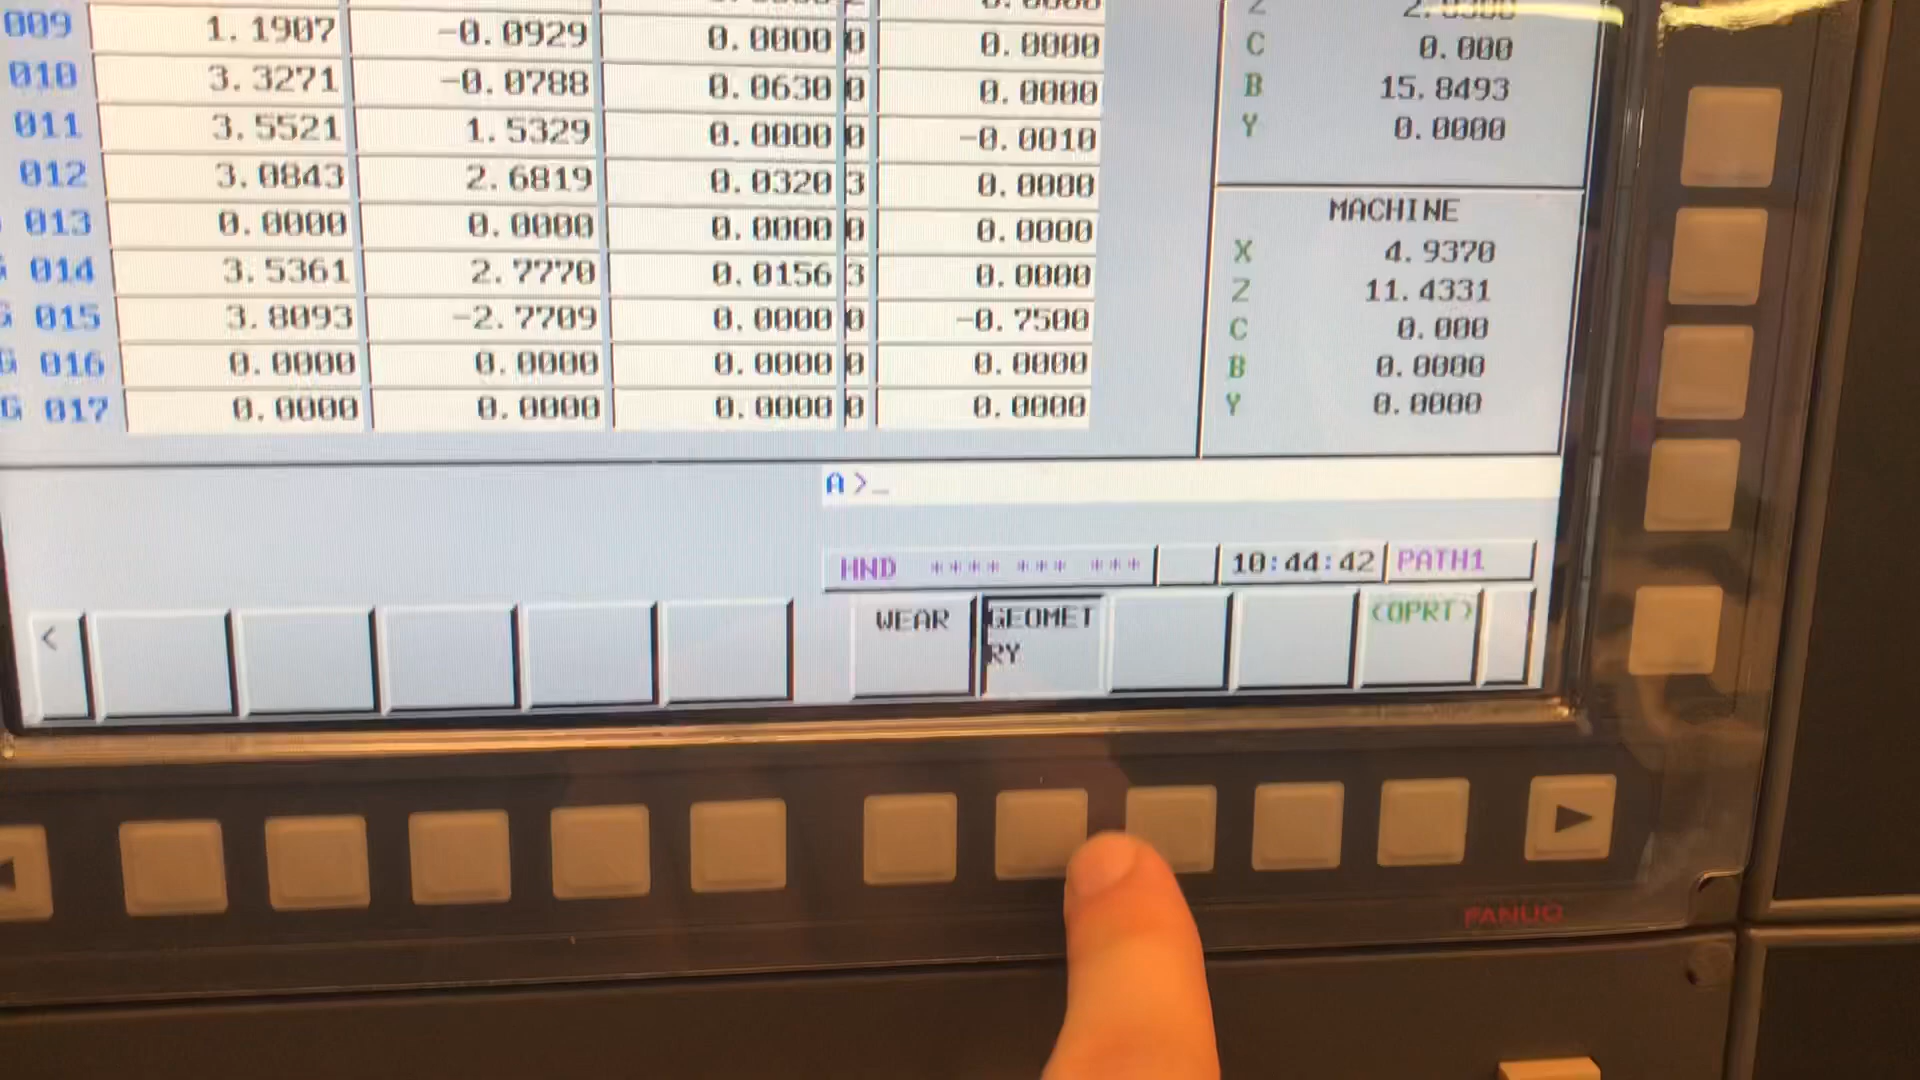 009 1.1907 -0.0929 0.0000 0 0.0000
010 3.3271 -0.0788 0.0630 0 0.0000
011 3.5521 1.5329 0.0000 0 -0.0010
012 3.0843 2.6819 0.0320 3 0.0000
013 0.0000 0.0000 0.0000 0 0.0000
G 014 3.5361 2.7770 0.0156 3 0.0000
G 015 3.8093 -2.7709 0.0000 0 -0.7500
G 016 0.0000 0.0000 0.0000 0 0.0000
G 017 0.0000 0.0000 0.0000 0 0.0000
Z
C 0.000
B 15.8493
Y 0.0000
MACHINE
X 4.9370
Z 11.4331
C 0.000
B 0.0000
Y 0.0000
A >_
HND **** *** *** 10:44:42 PATH1
< WEAR GEOMET (OPRT)
RY
FANUC